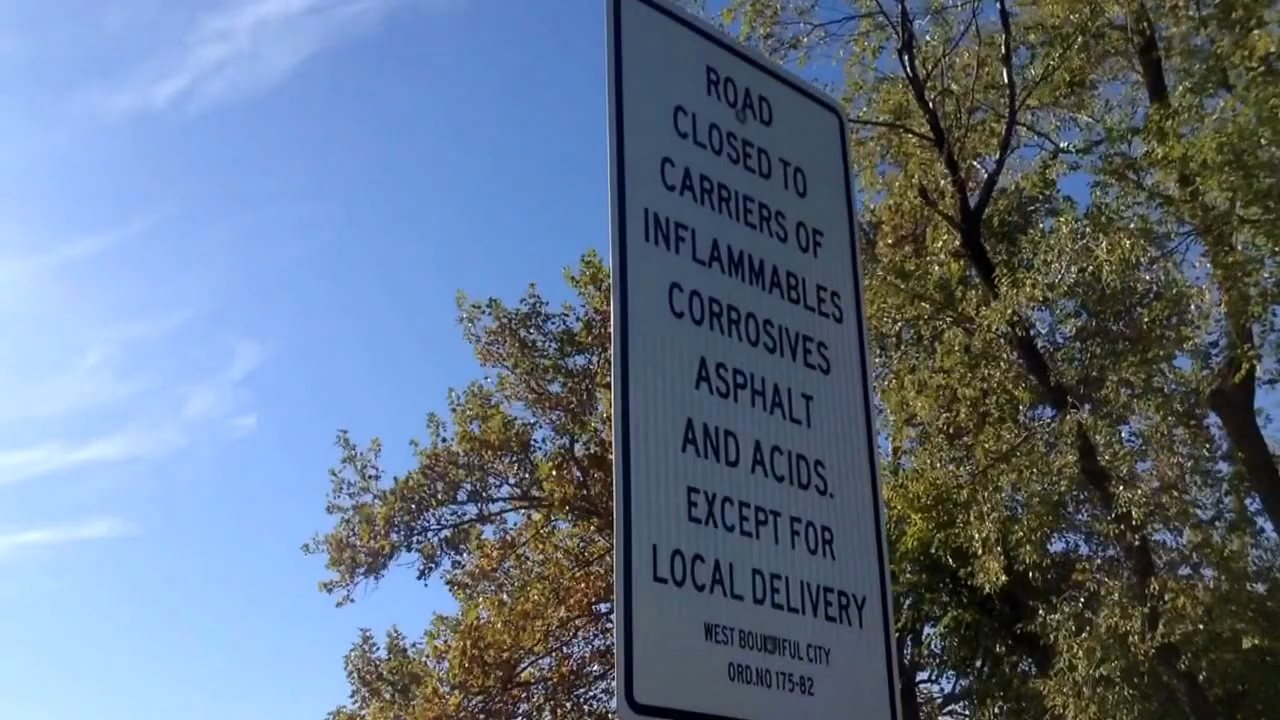 ROAD
CLOSED TO
CARRIERS OF
INFLAMMABLES
CORROSIVES
ASPHALT
AND ACIDS.
EXCEPT FOR
LOCAL DELIVERY
WEST BOUNTIFUL CITY
ORD.NO 175-82